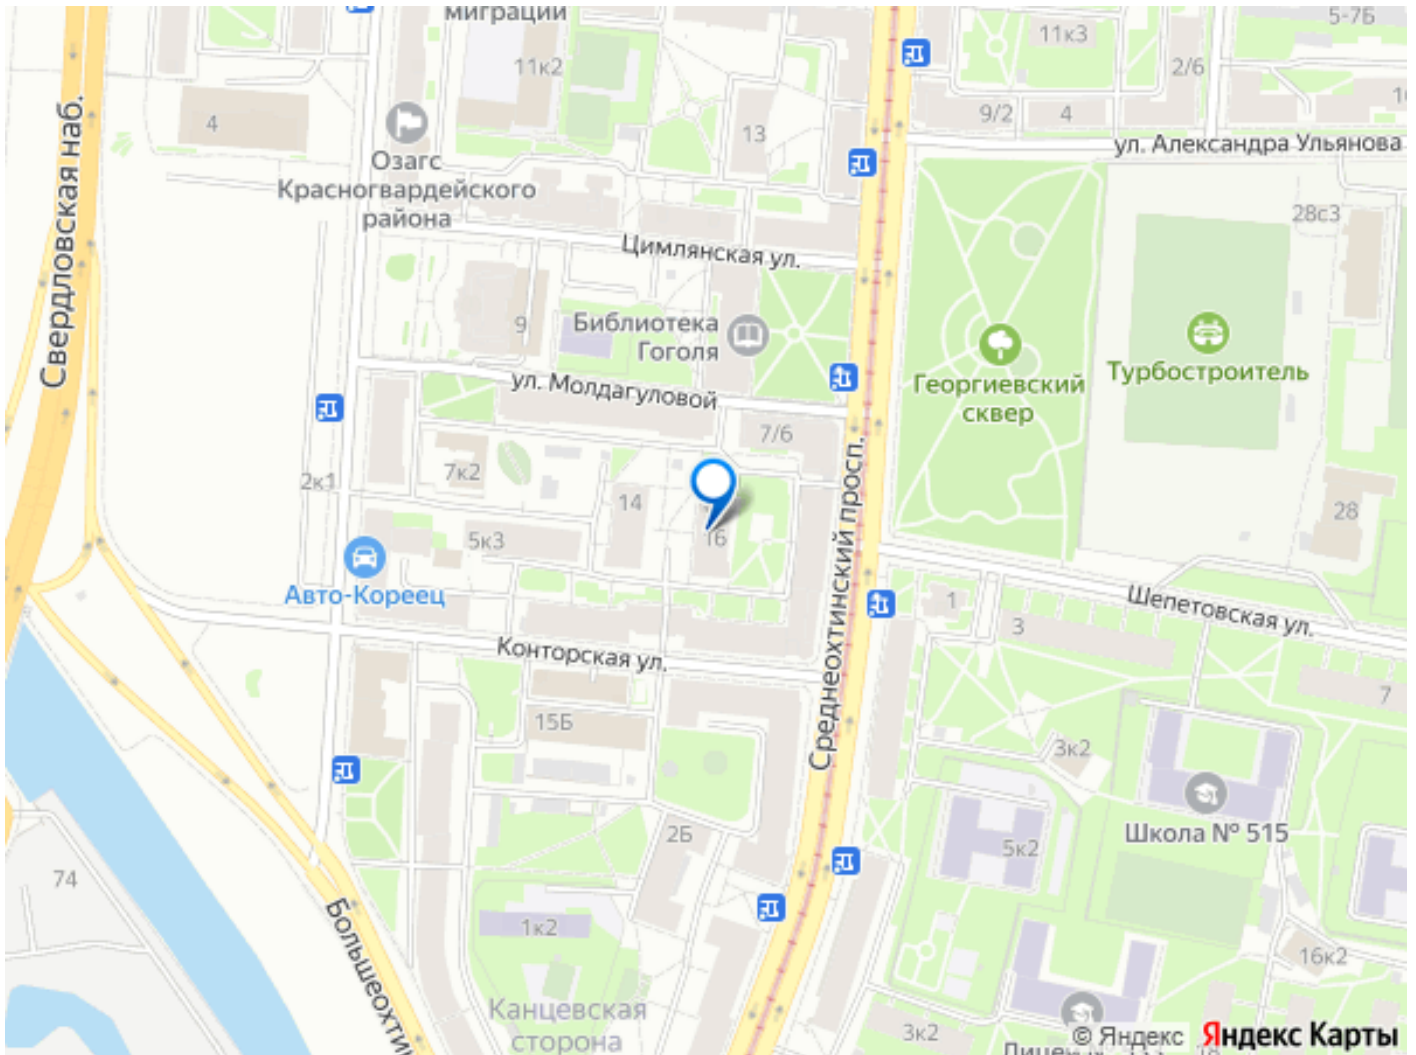 миграции
5-7Б
11к3
11к2
2/6
4
9/2
4
13
Свердловская наб.
Озагс
Красногвардейского
района
ул. Александра Ульянова
28с3
Цимлянская ул.
9
Библиотека
Гоголя
Георгиевский
сквер
Турбостроитель
ул. Молдагуловой
7/6
2к1
7к2
14
16
5к3
28
Среднеохтинский просп.
Авто-Кореец
1
3
Шепетовская ул.
Конторская ул.
7
15Б
3к2
2Б
5к2
Школа № 515
74
1к2
16к2
Канцевская
сторона
3к2
© Яндекс
Яндекс Карты